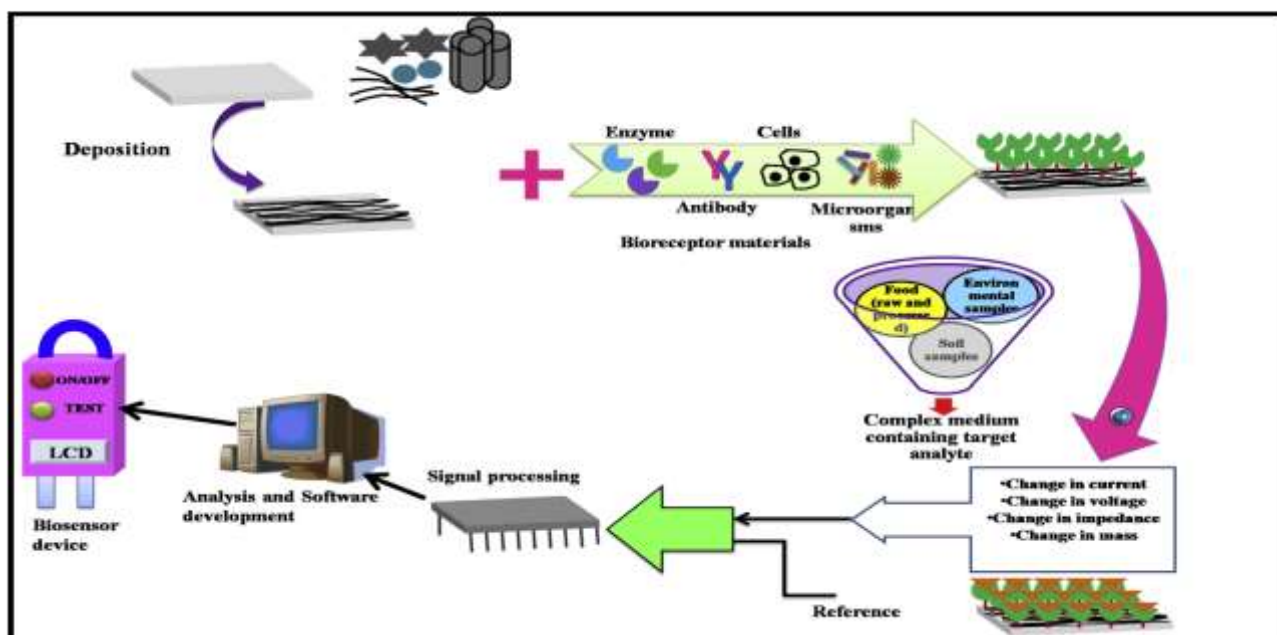 Deposition
Enzyme
Cells
Antibody
Microorgan
sms
Bioreceptor materials
Food
(raw and
d)
Environ
mental
samples
Soil
samples
Complex medium
containing target
analyte
•Change in current
•Change in voltage
•Change in impedance
•Change in mass
Reference
Signal processing
Analysis and Software
development
ON/OFF
TEST
LCD
Biosensor
device